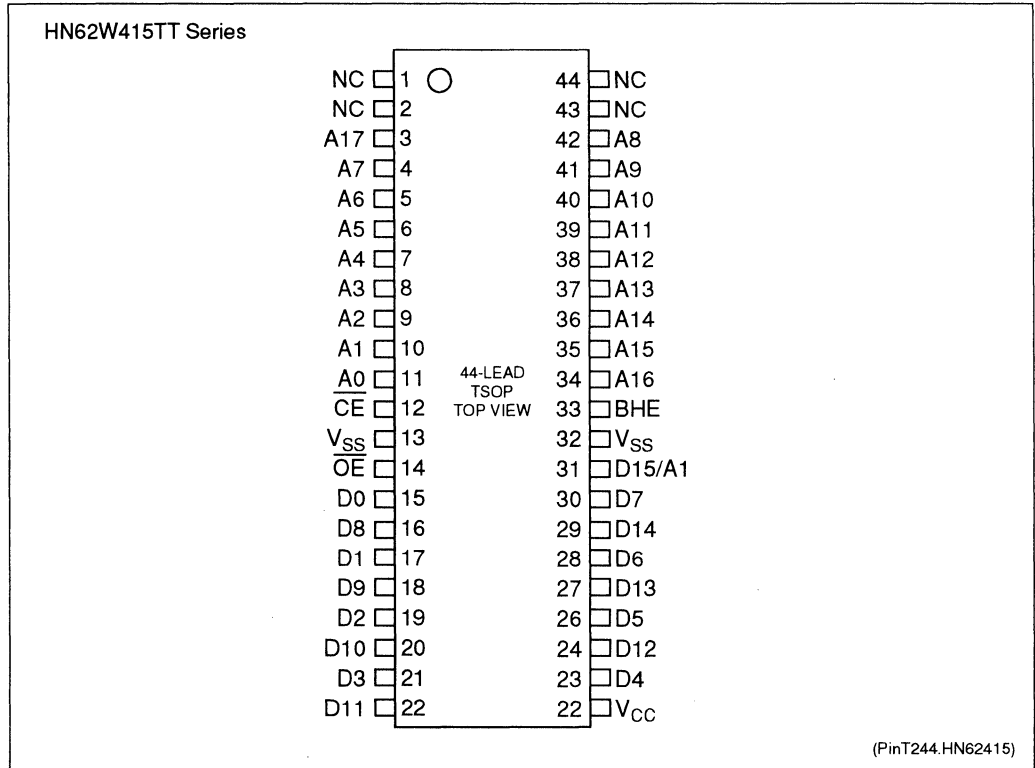 HN62W415TT Series
NC 1 44 NC
NC 2 43 NC
A17 3 42 A8
A7 4 41 A9
A6 5 40 A10
A5 6 39 A11
A4 7 38 A12
A3 8 37 A13
A2 9 36 A14
A1 10 35 A15
A0 11 44-LEAD 34 A16
TSOP
C̅E̅ 12 TOP VIEW 33 BHE
VSS 13 32 VSS
O̅E̅ 14 31 D15/A1
D0 15 30 D7
D8 16 29 D14
D1 17 28 D6
D9 18 27 D13
D2 19 26 D5
D10 20 24 D12
D3 21 23 D4
D11 22 22 VCC
(PinT244.HN62415)